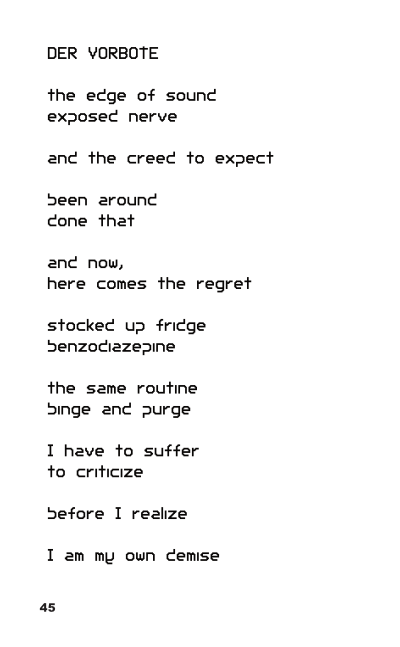 DER VORBOTE
the edge of sound
exposed nerve
and the creed to expect
been around
done that
and now,
here comes the regret
stocked up fridge
benzodiazepine
the same routine
binge and purge
I have to suffer
to criticize
before I realize
I am my own demise
45